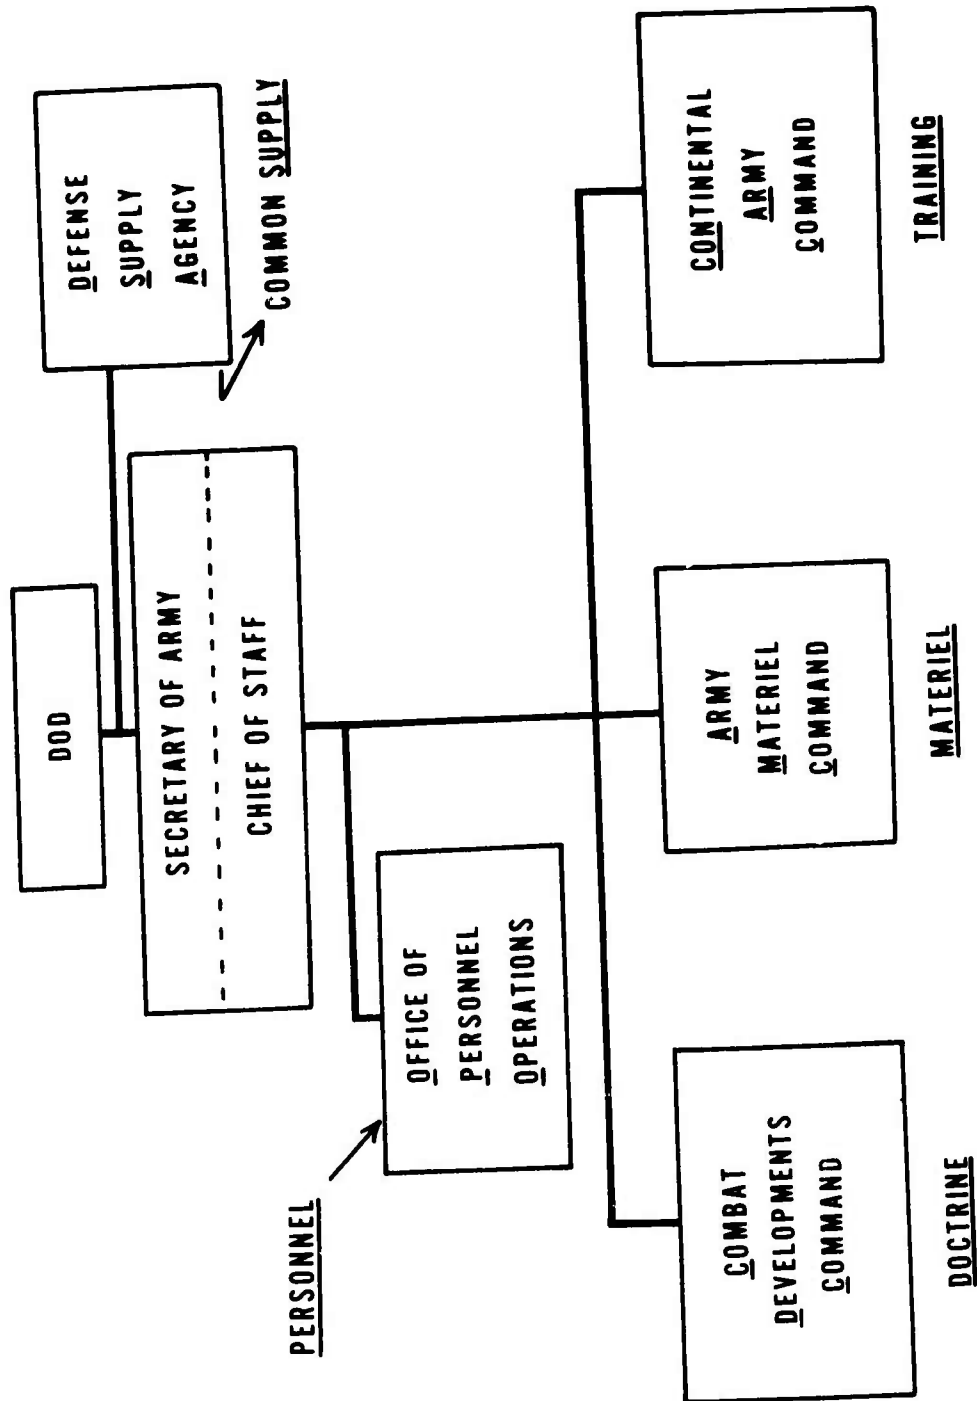 DOD
DEFENSE
SUPPLY
AGENCY
COMMON SUPPLY
SECRETARY OF ARMY
CHIEF OF STAFF
PERSONNEL
OFFICE OF
PERSONNEL
OPERATIONS
COMBAT
DEVELOPMENTS
COMMAND
DOCTRINE
ARMY
MATERIEL
COMMAND
MATERIEL
CONTINENTAL
ARMY
COMMAND
TRAINING